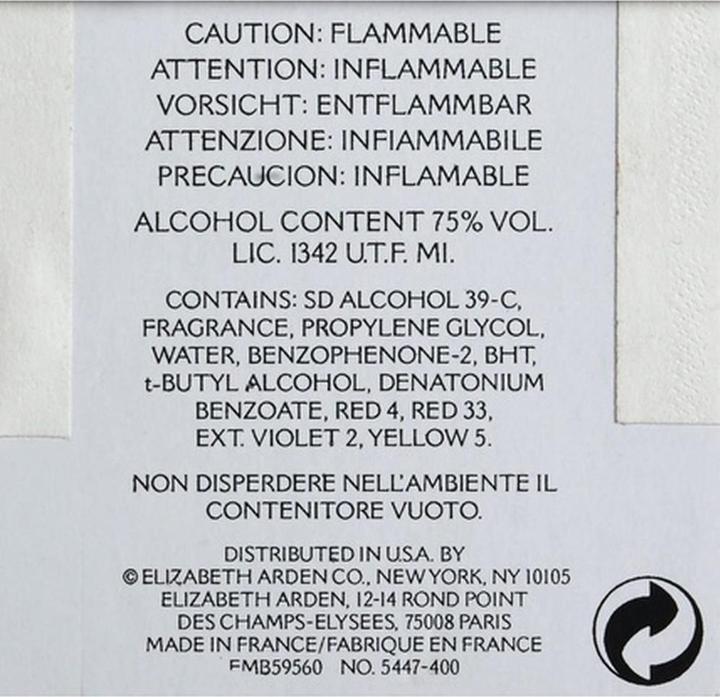 CAUTION: FLAMMABLE
ATTENTION: INFLAMMABLE
VORSICHT: ENTFLAMMBAR
ATTENZIONE: INFIAMMABILE
PRECAUCION: INFLAMABLE
ALCOHOL CONTENT 75% VOL.
LIC. 1342 U.T.F. MI.
CONTAINS: SD ALCOHOL 39-C,
FRAGRANCE, PROPYLENE GLYCOL,
WATER, BENZOPHENONE-2, BHT,
t-BUTYL ALCOHOL, DENATONIUM
BENZOATE, RED 4, RED 33,
EXT. VIOLET 2, YELLOW 5.
NON DISPERDERE NELL'AMBIENTE IL
CONTENITORE VUOTO.
DISTRIBUTED IN U.S.A. BY
© ELIZABETH ARDEN CO., NEW YORK, NY 10105
ELIZABETH ARDEN, 12-14 ROND POINT
DES CHAMPS-ELYSEES, 75008 PARIS
MADE IN FRANCE/FABRIQUE EN FRANCE
EMB59560 NO. 5447-400